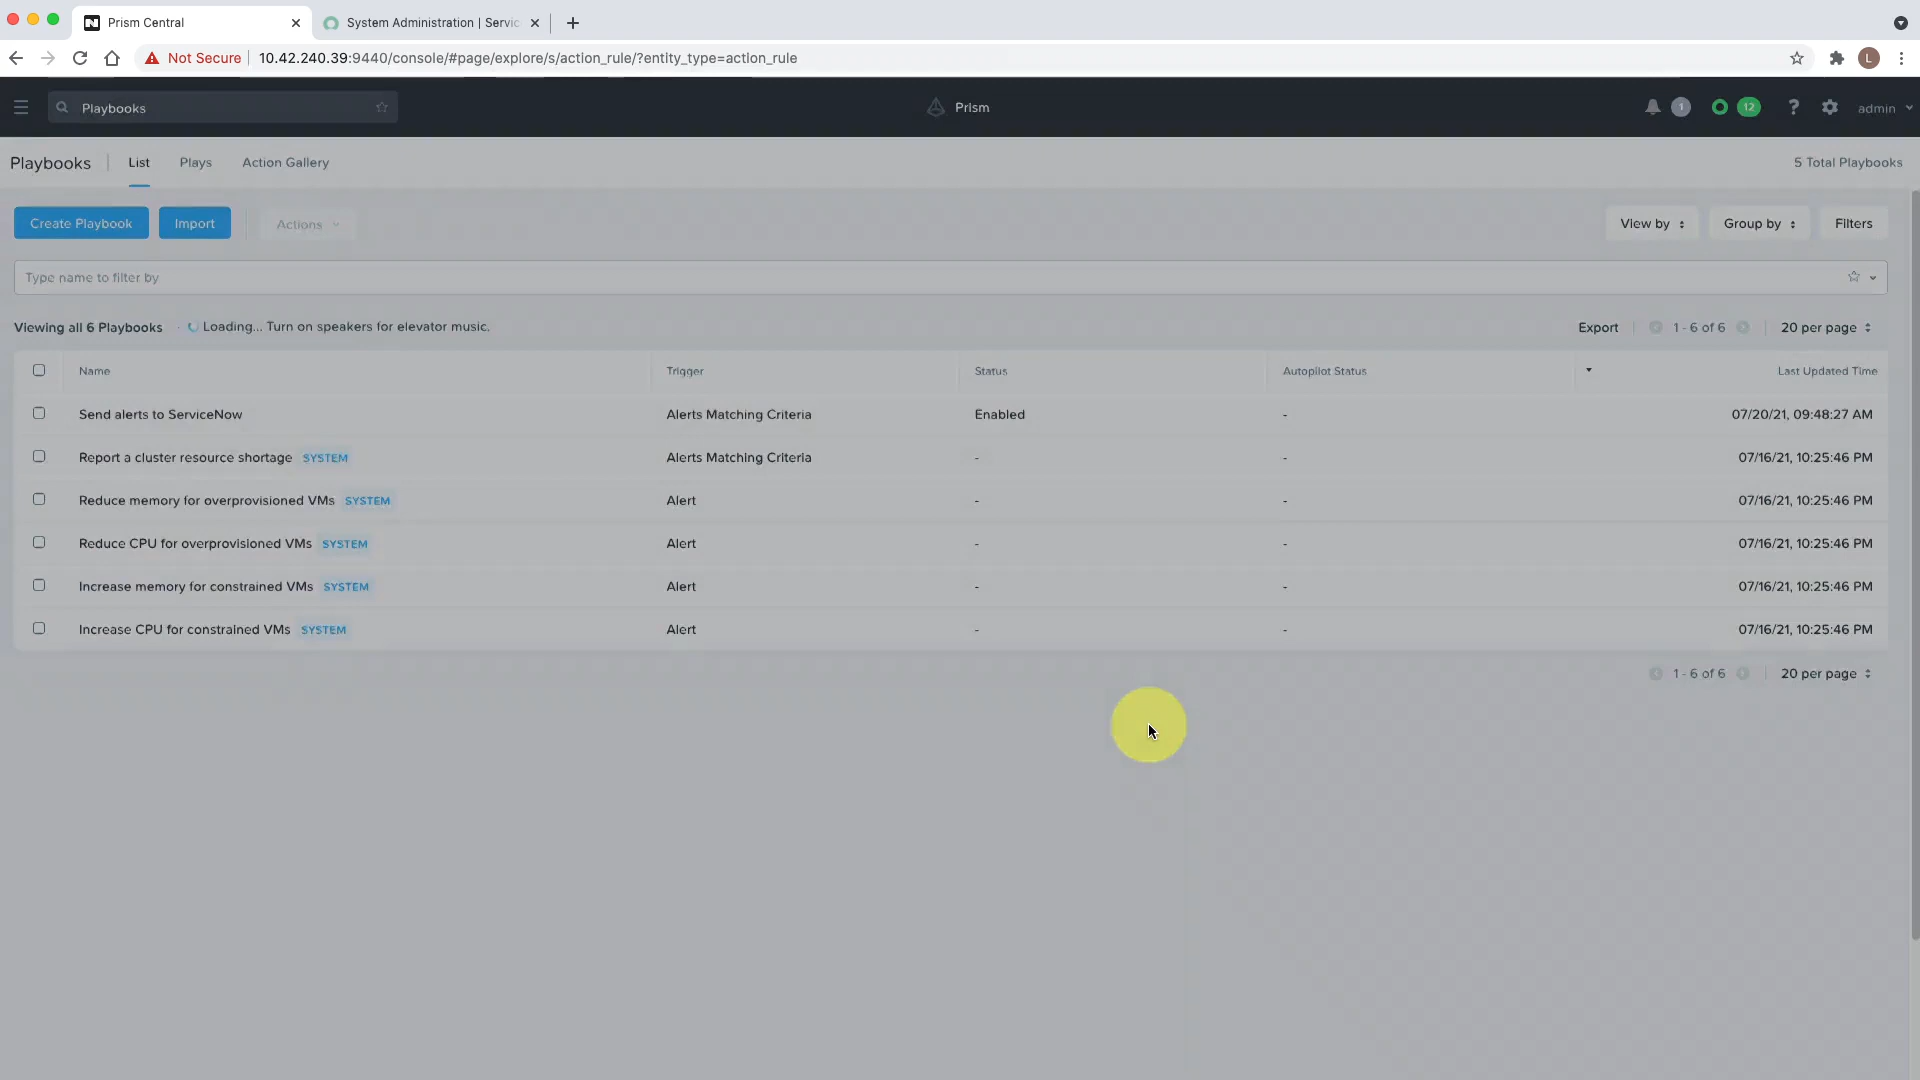 Prism Central
System Administration | Servic
Not Secure
10.42.240.39:9440/console/#page/explore/s/action_rule/?entity_type=action_rule
L
Playbooks
Prism
1
12
?
admin
Playbooks
List
Plays
Action Gallery
5 Total Playbooks
Create Playbook
Import
Actions
View by
Group by
Filters
Type name to filter by
Viewing all 6 Playbooks · Loading... Turn on speakers for elevator music.
Export
1 - 6 of 6
20 per page
Name Trigger Status Autopilot Status Last Updated Time
Send alerts to ServiceNow Alerts Matching Criteria Enabled - 07/20/21, 09:48:27 AM
Report a cluster resource shortage SYSTEM Alerts Matching Criteria - - 07/16/21, 10:25:46 PM
Reduce memory for overprovisioned VMs SYSTEM Alert - - 07/16/21, 10:25:46 PM
Reduce CPU for overprovisioned VMs SYSTEM Alert - - 07/16/21, 10:25:46 PM
Increase memory for constrained VMs SYSTEM Alert - - 07/16/21, 10:25:46 PM
Increase CPU for constrained VMs SYSTEM Alert - - 07/16/21, 10:25:46 PM
1 - 6 of 6
20 per page